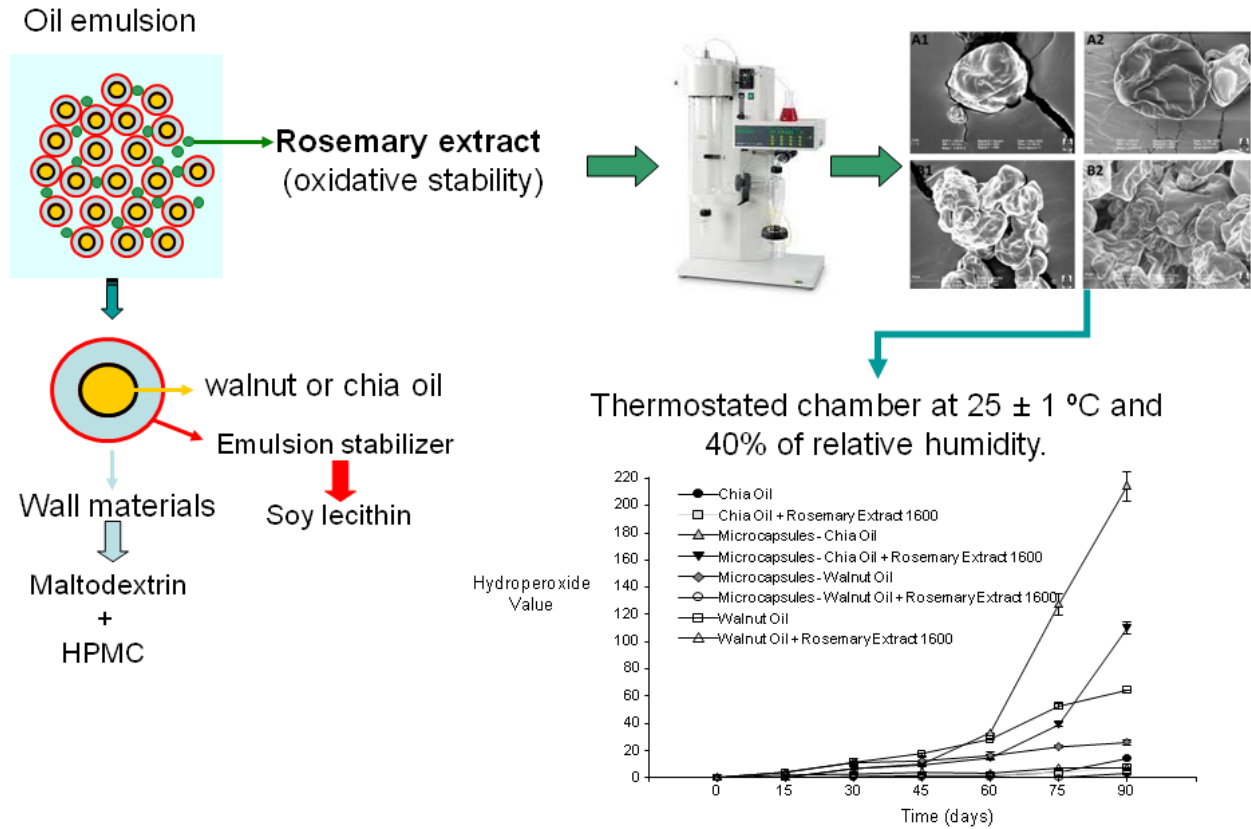 Oil emulsion
Rosemary extract
(oxidative stability)
A1
A2
B1
B2
walnut or chia oil
Emulsion stabilizer
Soy lecithin
Wall materials
Maltodextrin
+
HPMC
Thermostated chamber at 25 ± 1 ºC and
40% of relative humidity.
Hydroperoxide
Value
220
200
180
160
140
120
100
80
60
40
20
0
Chia Oil
Chia Oil + Rosemary Extract 1600
Microcapsules - Chia Oil
Microcapsules - Chia Oil + Rosemary Extract 1600
Microcapsules - Walnut Oil
Microcapsules - Walnut Oil + Rosemary Extract 1600
Walnut Oil
Walnut Oil + Rosemary Extract 1600
0 15 30 45 60 75 90
Time (days)